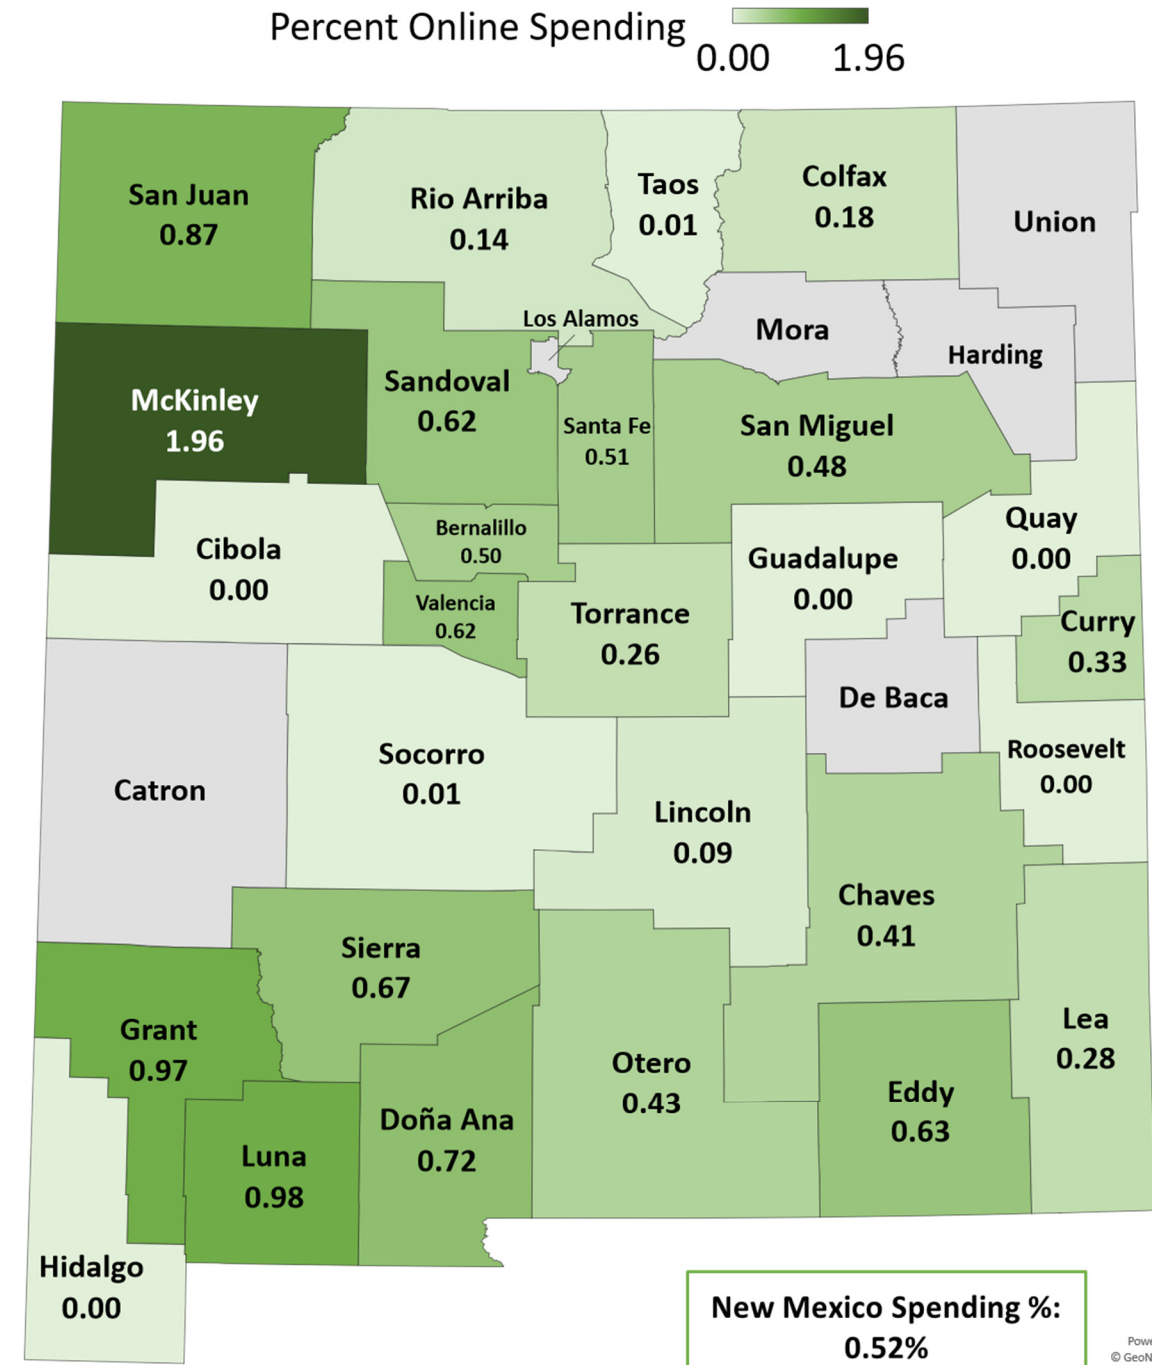 Percent Online Spending
0.00 1.96
San Juan
0.87
Rio Arriba
0.14
Taos
0.01
Colfax
0.18
Union
Los Alamos
Mora
Harding
McKinley
1.96
Sandoval
0.62
Santa Fe
0.51
San Miguel
0.48
Cibola
0.00
Bernalillo
0.50
Valencia
0.62
Torrance
0.26
Guadalupe
0.00
Quay
0.00
Curry
0.33
De Baca
Roosevelt
0.00
Catron
Socorro
0.01
Lincoln
0.09
Chaves
0.41
Sierra
0.67
Grant
0.97
Otero
0.43
Lea
0.28
Eddy
0.63
Doña Ana
0.72
Luna
0.98
Hidalgo
0.00
New Mexico Spending %:
0.52%
Powe
© GeoN